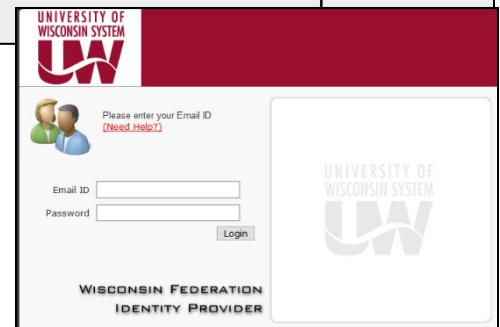 UNIVERSITY OF
WISCONSIN SYSTEM
UW
Please enter your Email ID
(Need Help?)
Email ID
Password
Login
UNIVERSITY OF
WISCONSIN SYSTEM
UW
WISCONSIN FEDERATION
IDENTITY PROVIDER